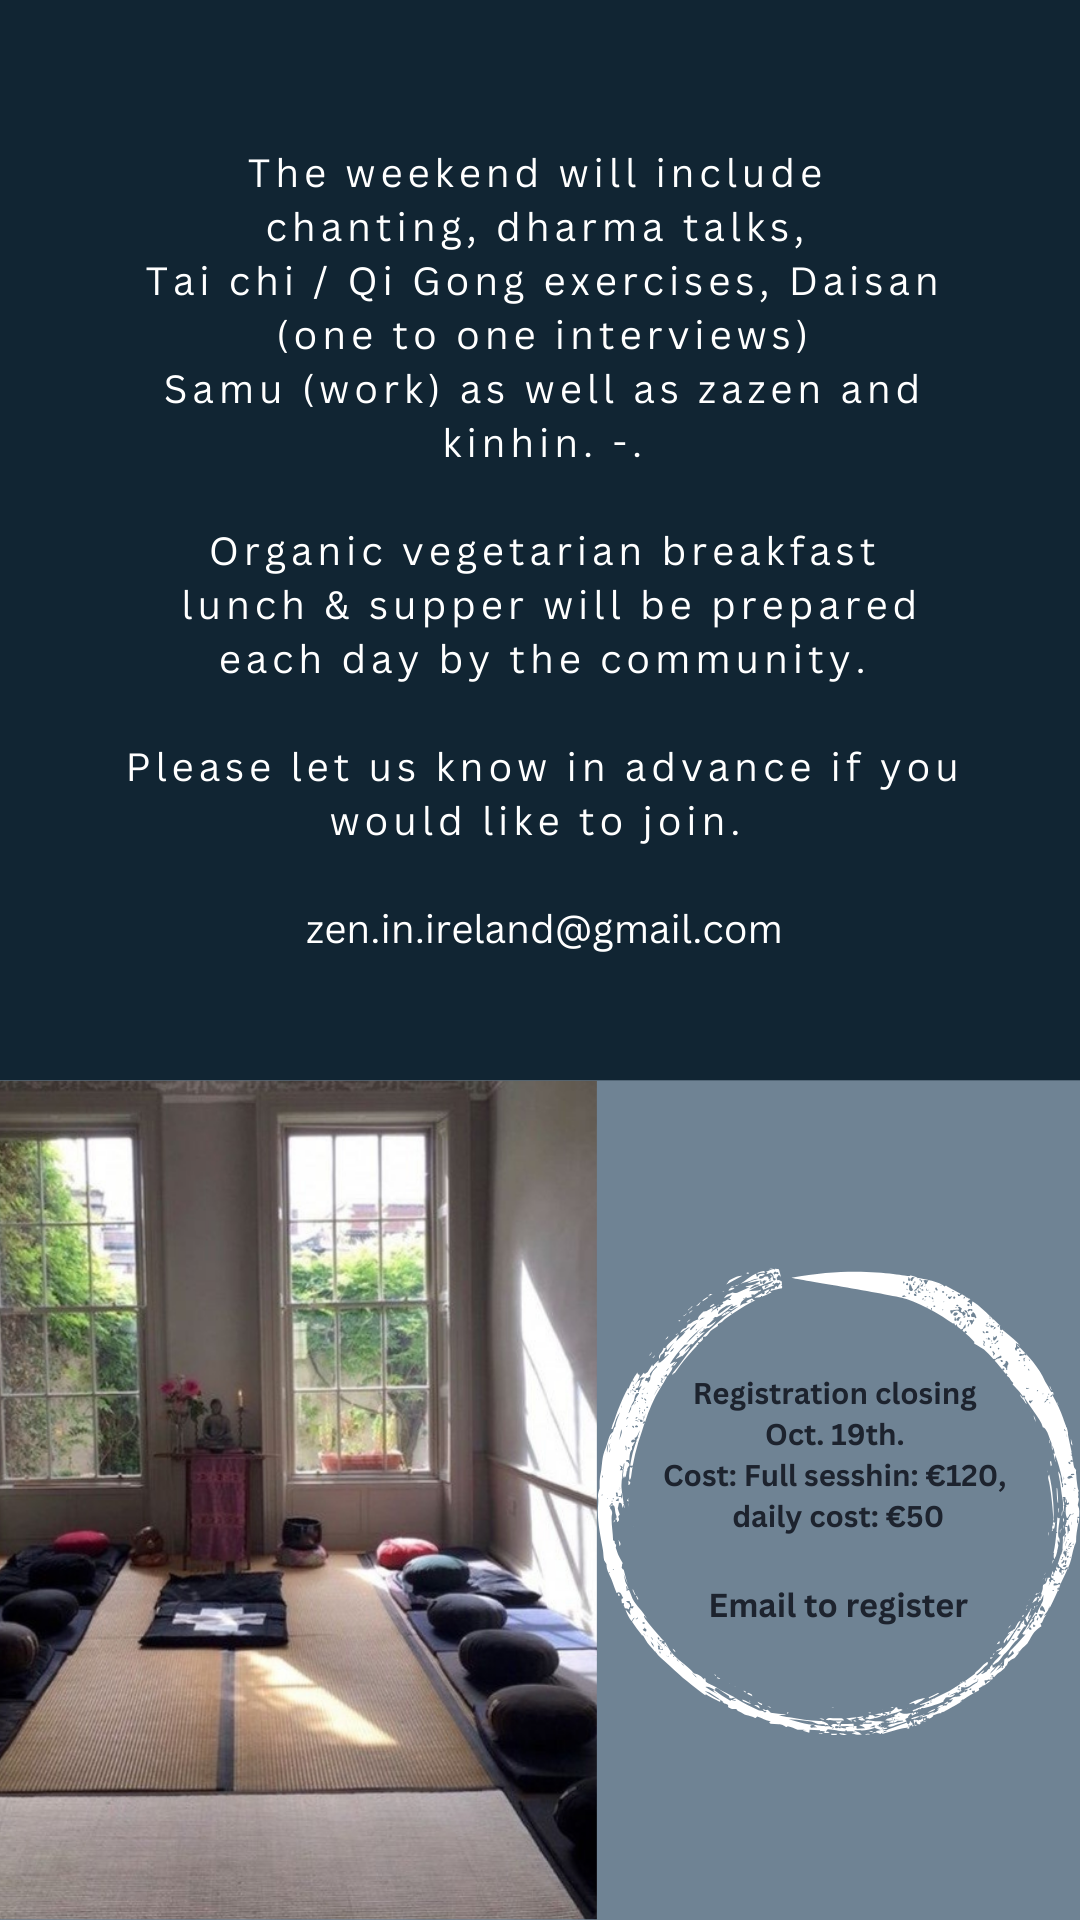 The weekend will include
chanting, dharma talks,
Tai chi / Qi Gong exercises, Daisan
(one to one interviews)
Samu (work) as well as zazen and
kinhin. -.
Organic vegetarian breakfast
lunch & supper will be prepared
each day by the community.
Please let us know in advance if you
would like to join.
zen.in.ireland@gmail.com
Registration closing
Oct. 19th.
Cost: Full sesshin: €120,
daily cost: €50
Email to register